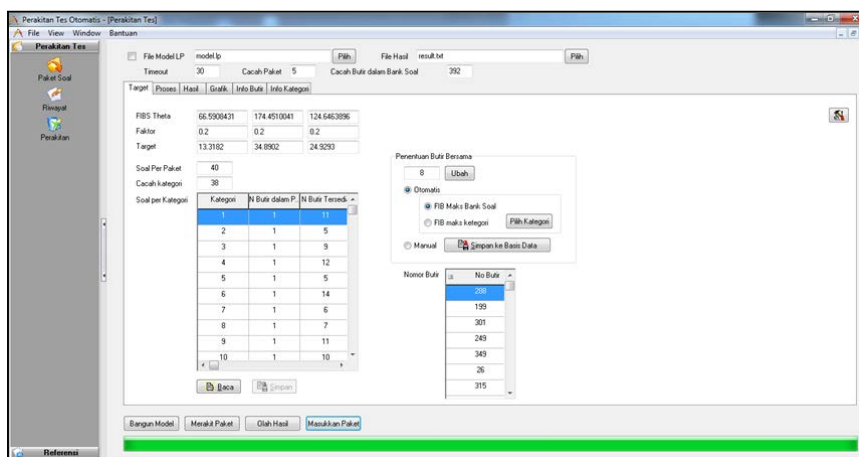 Perakitan Tes Otomatis - [Perakitan Tes]
File View Window Bantuan
Perakitan Tes
Paket Soal
Riwayat
Perakitan
Referensi
File Model LP model.lp Pilih File Hasil result.txt Pilih
Timeout 30 Cacah Paket 5 Cacah Butir dalam Bank Soal 392
Target Proses Hasil Grafik Info Butir Info Kategori
FIBS Theta 66.5908431 174.4510041 124.6463896
Faktor 0.2 0.2 0.2
Target 13.3182 34.8902 24.9293
Soal Per Paket 40
Cacah kategori 38
Soal per Kategori
Kategori N Butir dalam P.. N Butir Tersedi
1 1 11
2 1 5
3 1 9
4 1 12
5 1 5
6 1 14
7 1 6
8 1 7
9 1 11
10 1 10
Baca Simpan
Penentuan Butir Bersama
8 Ubah
Otomatis
FIB Maks Bank Soal
FIB maks ketegori Pilih Kategori
Manual Simpan ke Basis Data
Nomor Butir No Butir
288
199
301
249
349
26
315
Bangun Model Merakit Paket Olah Hasil Masukkan Paket